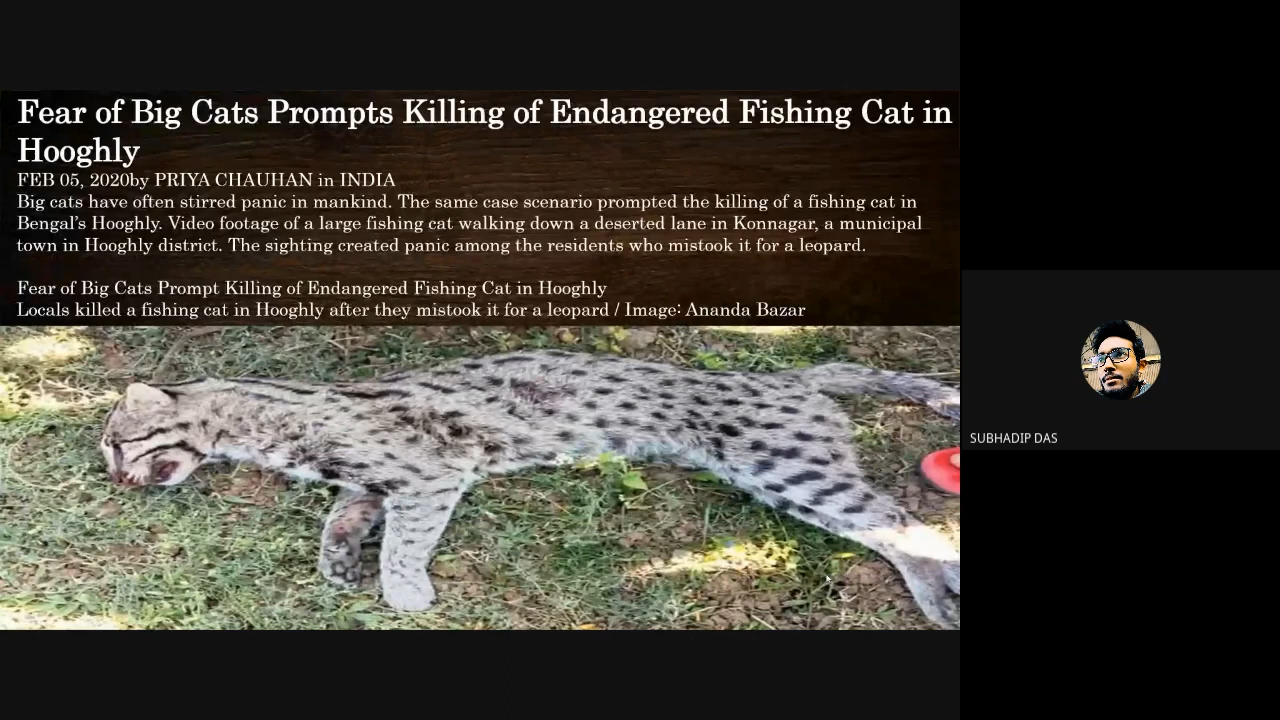 Fear of Big Cats Prompts Killing of Endangered Fishing Cat in
Hooghly
FEB 05, 2020by PRIYA CHAUHAN in INDIA
Big cats have often stirred panic in mankind. The same case scenario prompted the killing of a fishing cat in
Bengal's Hooghly. Video footage of a large fishing cat walking down a deserted lane in Konnagar, a municipal
town in Hooghly district. The sighting created panic among the residents who mistook it for a leopard.
Fear of Big Cats Prompt Killing of Endangered Fishing Cat in Hooghly
Locals killed a fishing cat in Hooghly after they mistook it for a leopard / Image: Ananda Bazar
SUBHADIP DAS